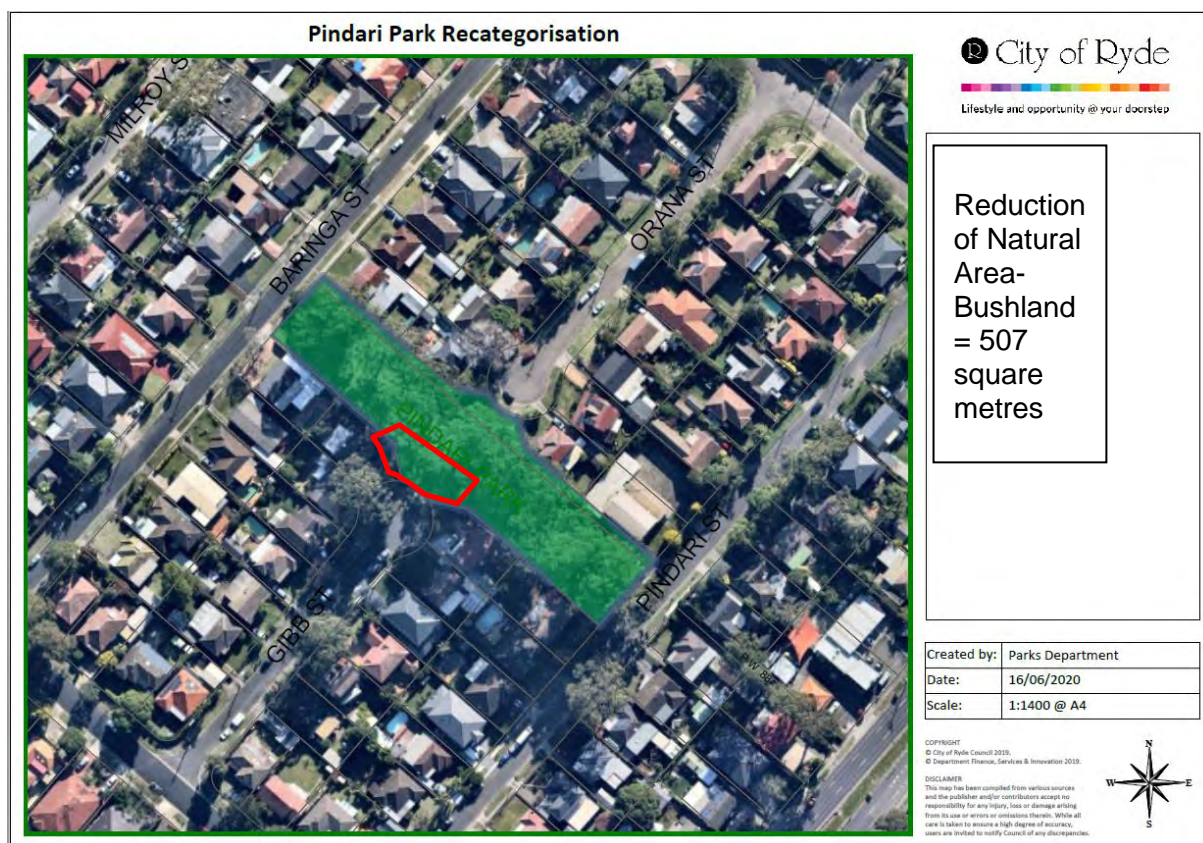 Pindari Park Recategorisation
MILROY S
BARINGA ST
ORANA ST
PINDARI PARK
PINDARI ST
GIBB ST
R City of Ryde
Lifestyle and opportunity @ your doorstep
Reduction
of Natural
Area-
Bushland
= 507
square
metres
Created by: Parks Department
Date: 16/06/2020
Scale: 1:1400 @ A4
COPYRIGHT
© City of Ryde Council 2019.
© Department Finance, Services & Innovation 2019.
DISCLAIMER
This map has been compiled from various sources
and the publisher and/or contributors accept no
responsibility for any injury, loss or damage arising
from its use or errors or omissions therein. While all
care is taken to ensure a high degree of accuracy,
users are invited to notify Council of any discrepancies.
N
W E
S